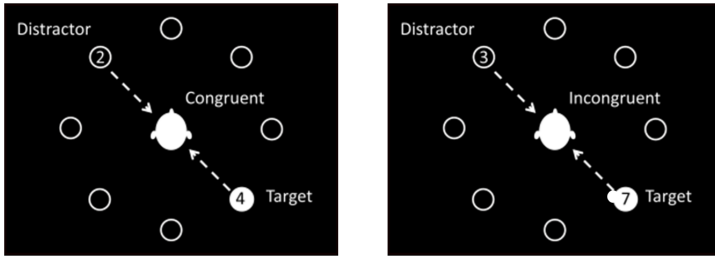 Distractor
2
Congruent
4 Target
Distractor
3
Incongruent
7 Target